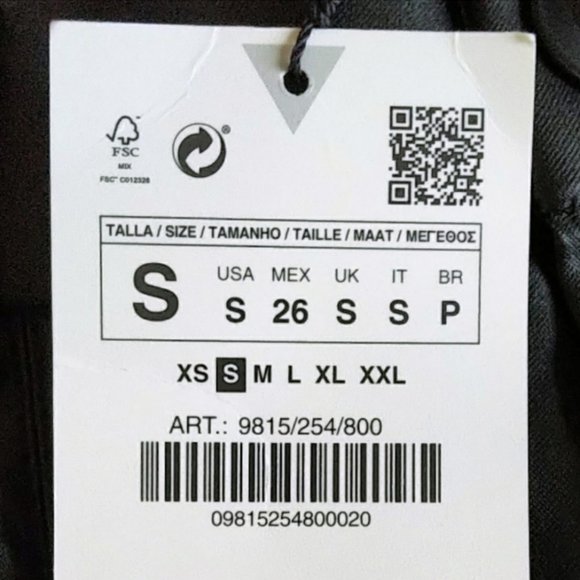 FSC
MIX
FSC™ C012328
®
TALLA / SIZE / TAMANHO / TAILLE / MAAT / ΜΕΓΕΘΟΣ
S
USA MEX UK IT BR
S 26 S S P
XS S M L XL XXL
ART.: 9815/254/800
09815254800020